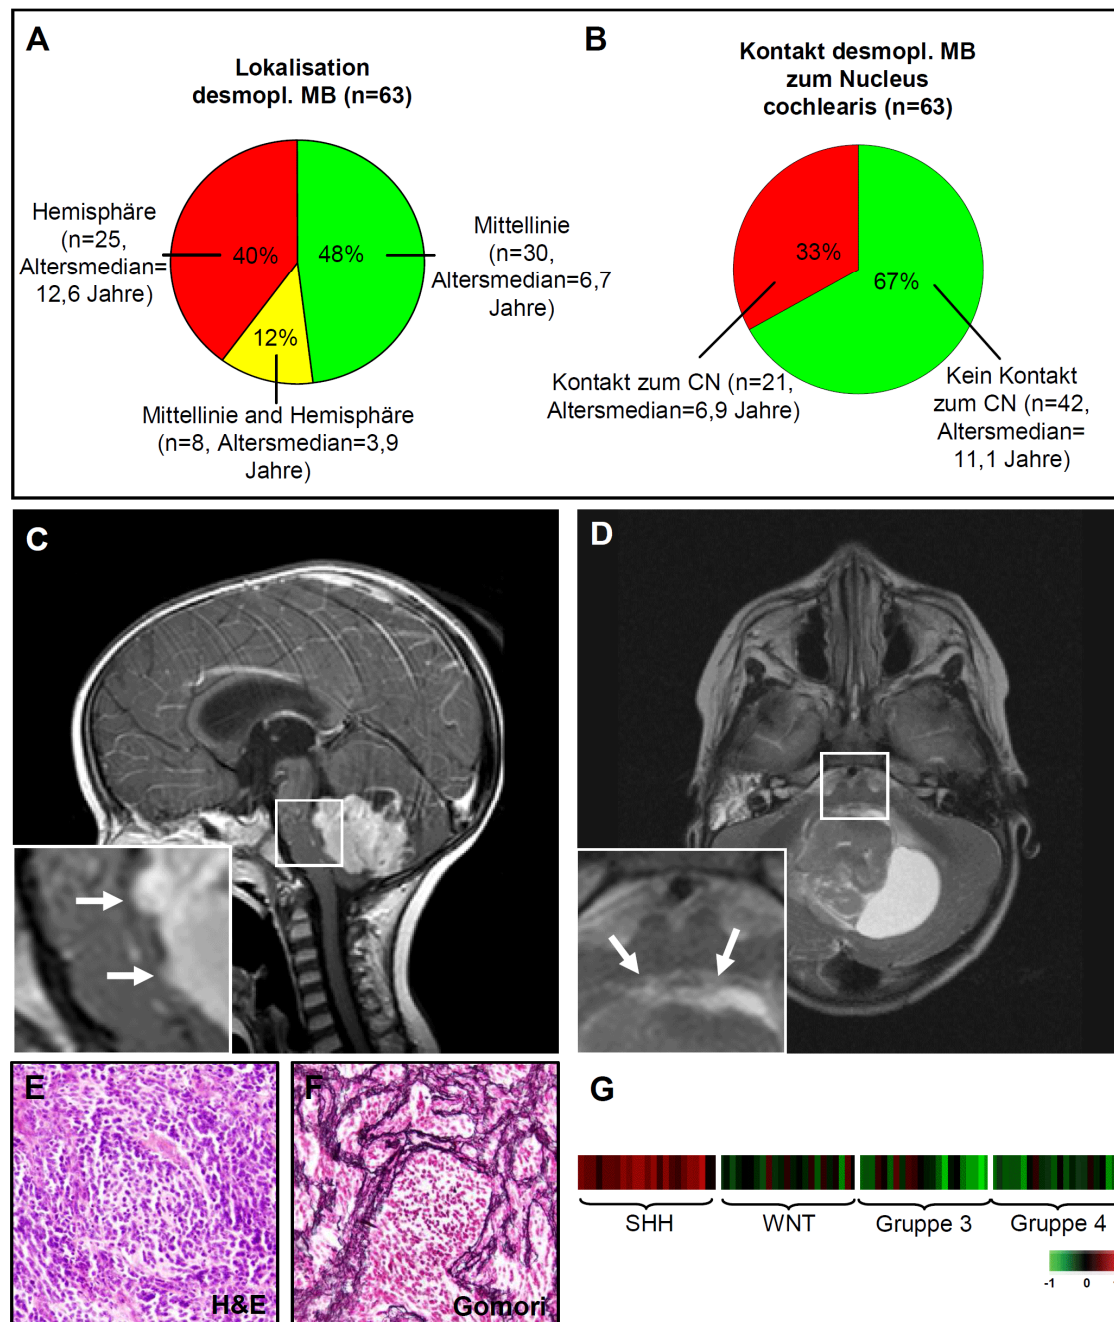 A
Lokalisation
desmopl. MB (n=63)
Hemisphäre
(n=25,
Altersmedian=
12,6 Jahre)
40%
48%
12%
Mittellinie
(n=30,
Altersmedian=6,7
Jahre)
Mittellinie and Hemisphäre
(n=8, Altersmedian=3,9
Jahre)
B
Kontakt desmopl. MB
zum Nucleus
cochlearis (n=63)
33%
67%
Kontakt zum CN (n=21,
Altersmedian=6,9 Jahre)
Kein Kontakt
zum CN (n=42,
Altersmedian=
11,1 Jahre)
C
D
E
H&E
F
Gomori
G
SHH
WNT
Gruppe 3
Gruppe 4
-1
0